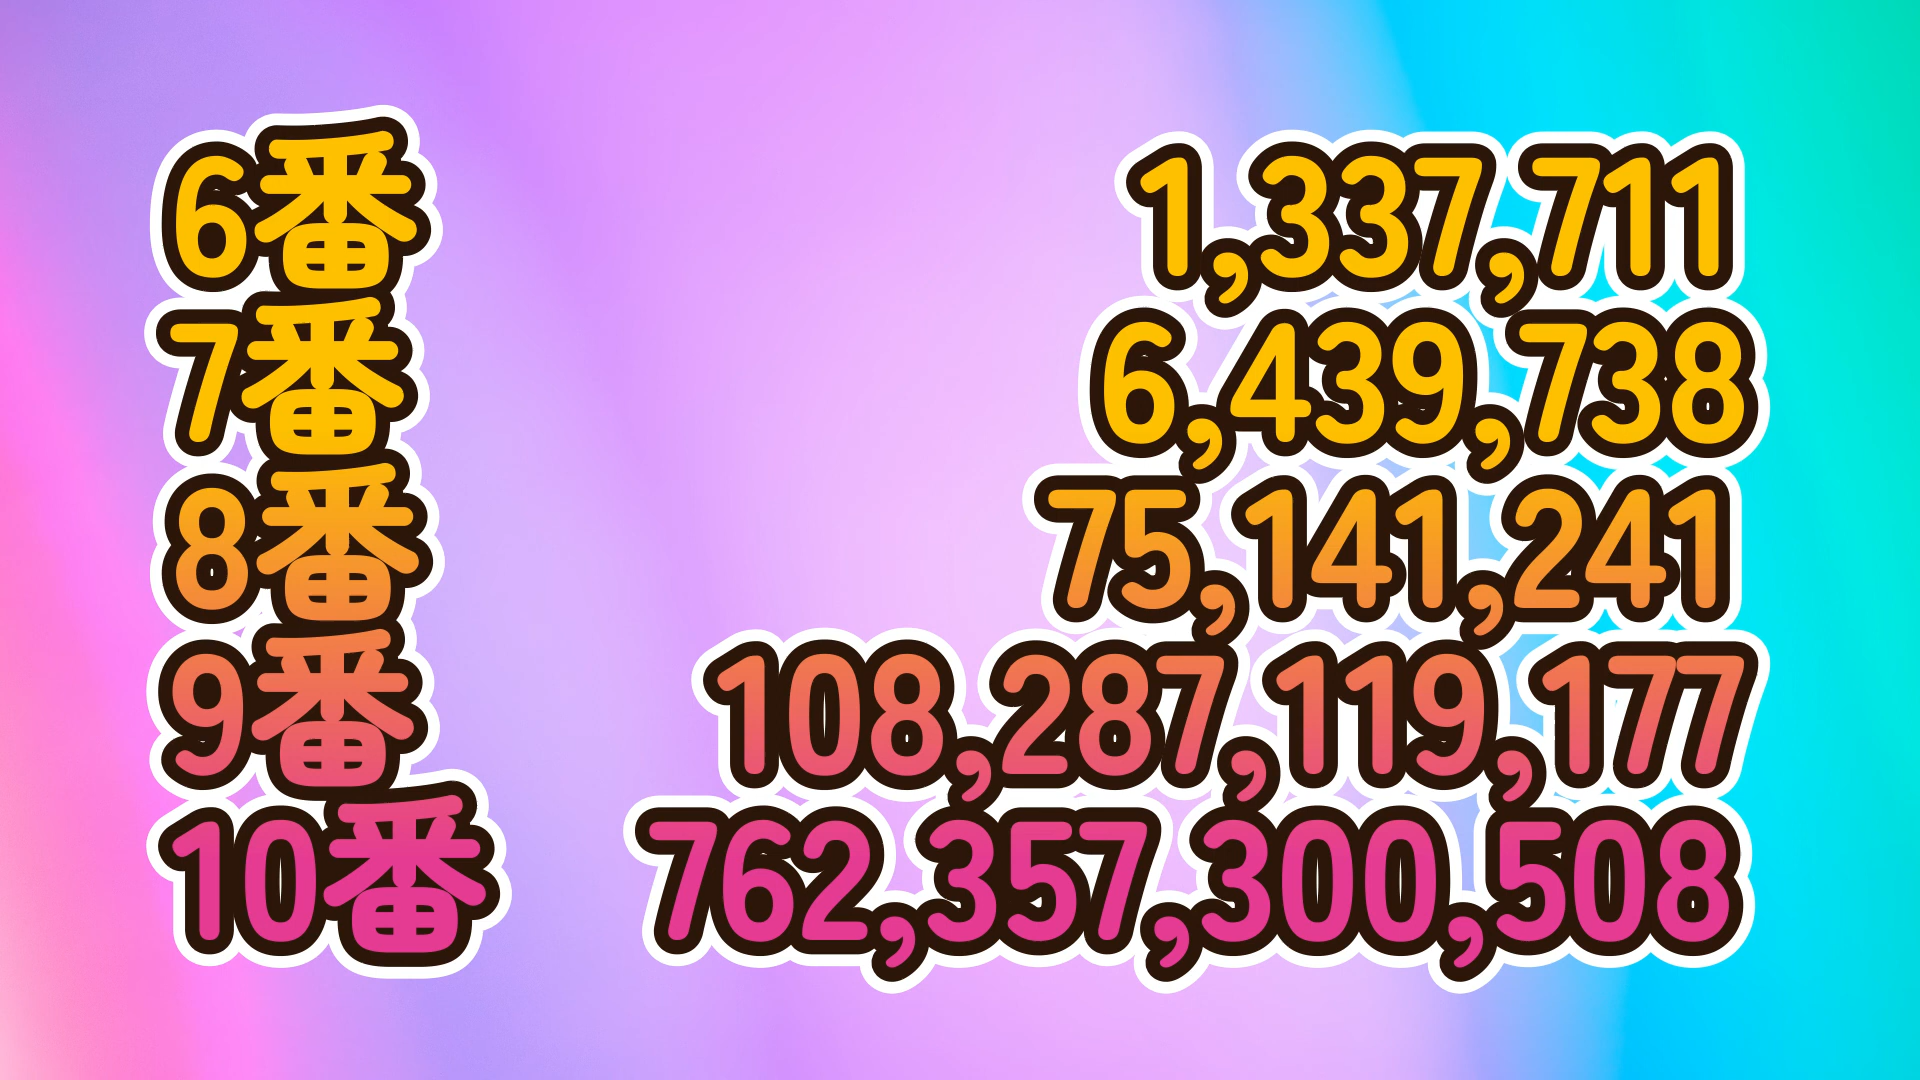 6番 1,337,711
7番 6,439,738
8番 75,141,241
9番 108,287,119,177
10番 762,357,300,508